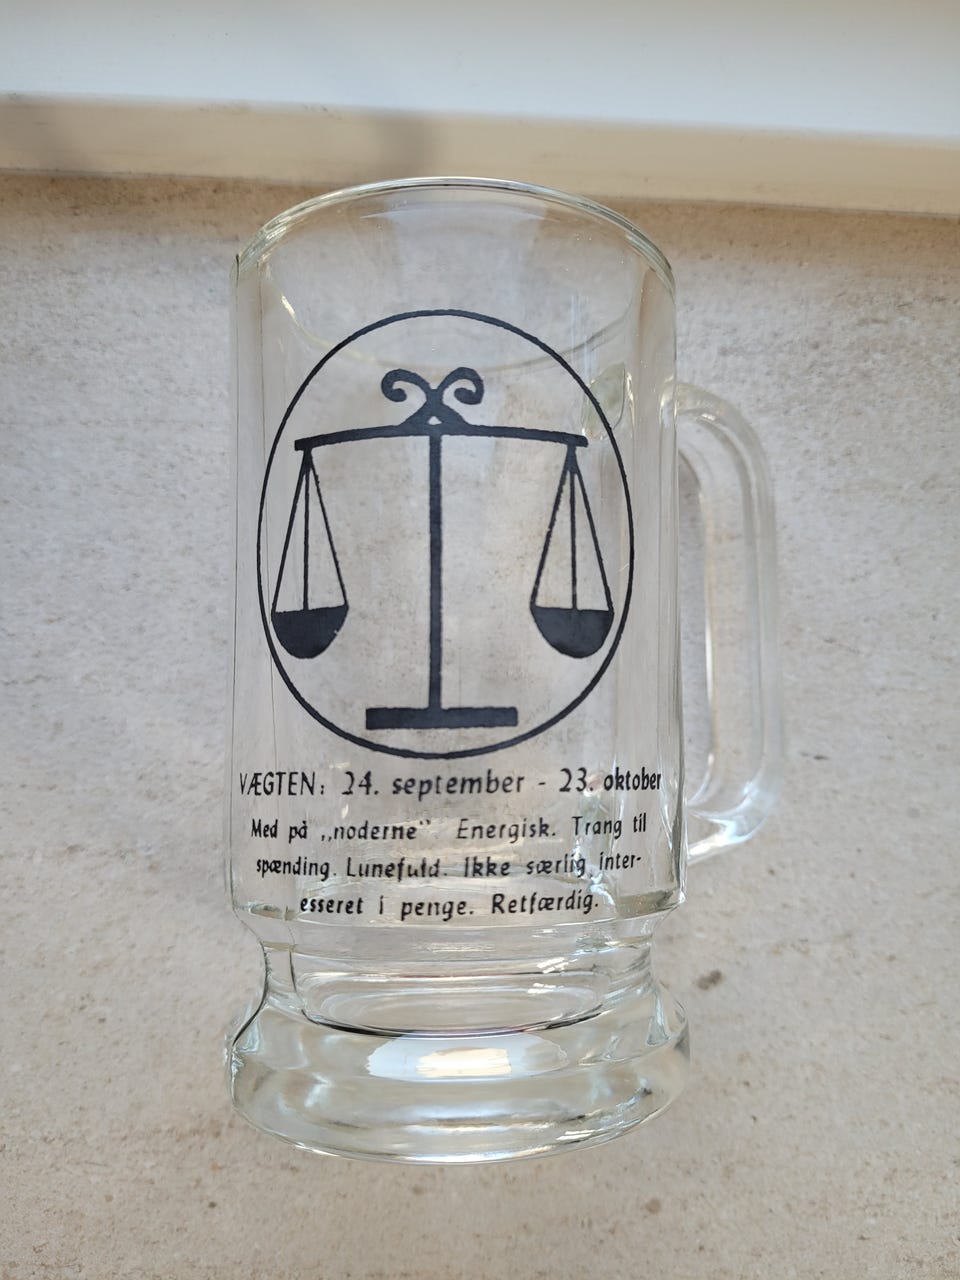 VÆGTEN: 24. september - 23. oktober
Med på „noderne”. Energisk. Trang til
spænding. Lunefuld. Ikke særlig inter-
esseret i penge. Retfærdig.